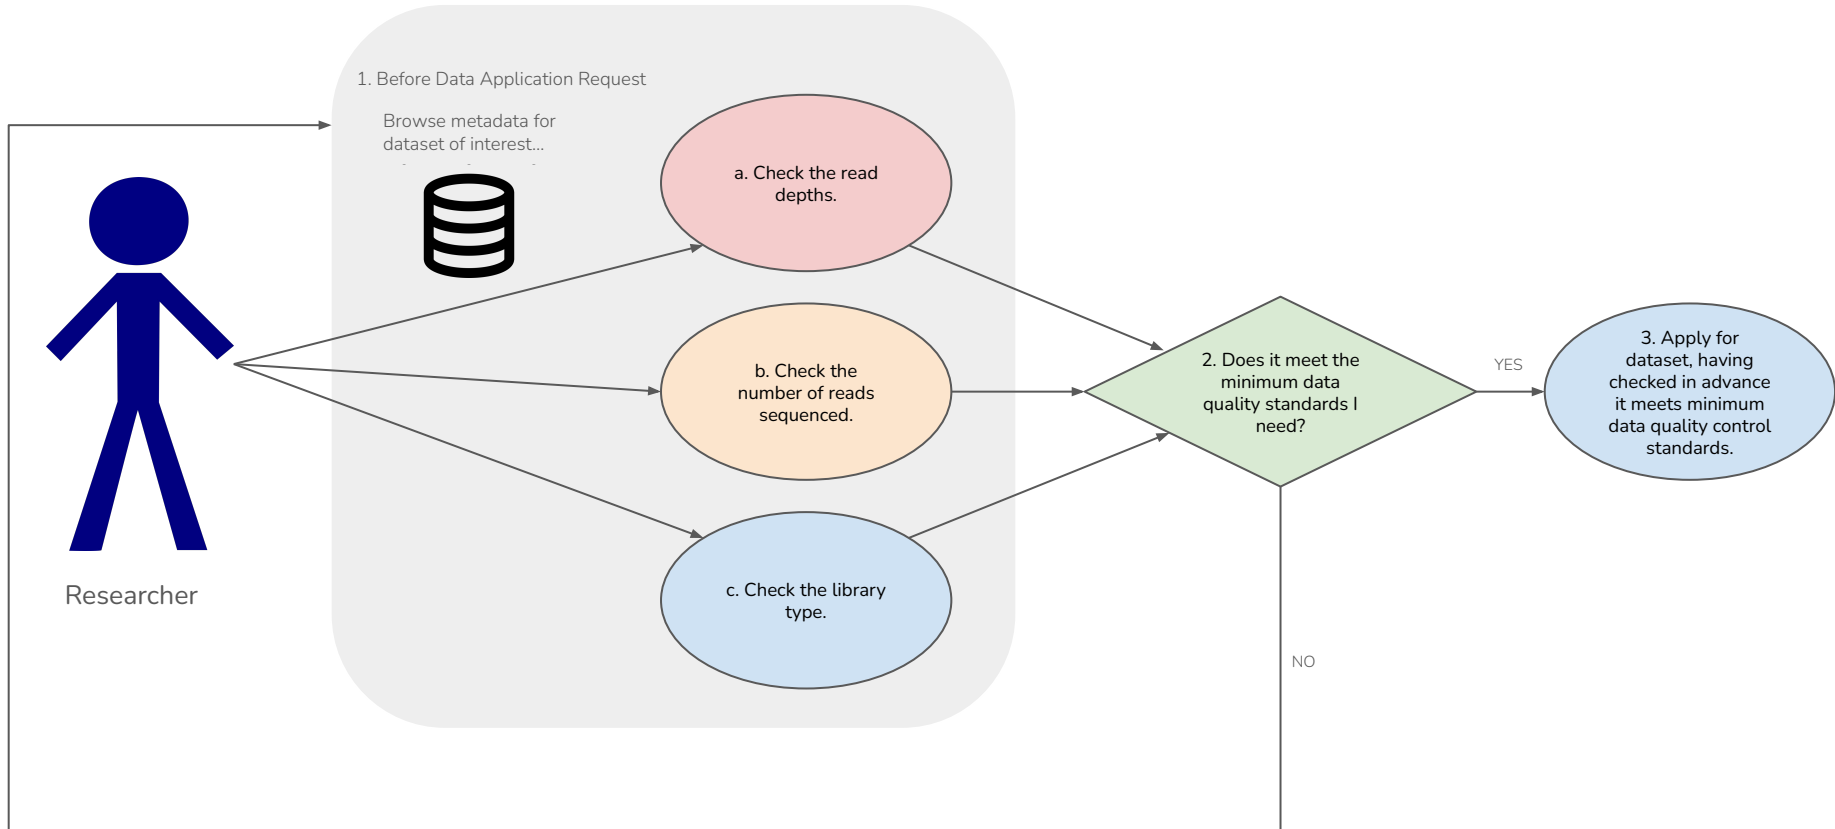 1. Before Data Application Request
Browse metadata for
dataset of interest...
a. Check the read
depths.
b. Check the
number of reads
sequenced.
c. Check the library
type.
Researcher
2. Does it meet the
minimum data
quality standards I
need?
YES
NO
3. Apply for
dataset, having
checked in advance
it meets minimum
data quality control
standards.